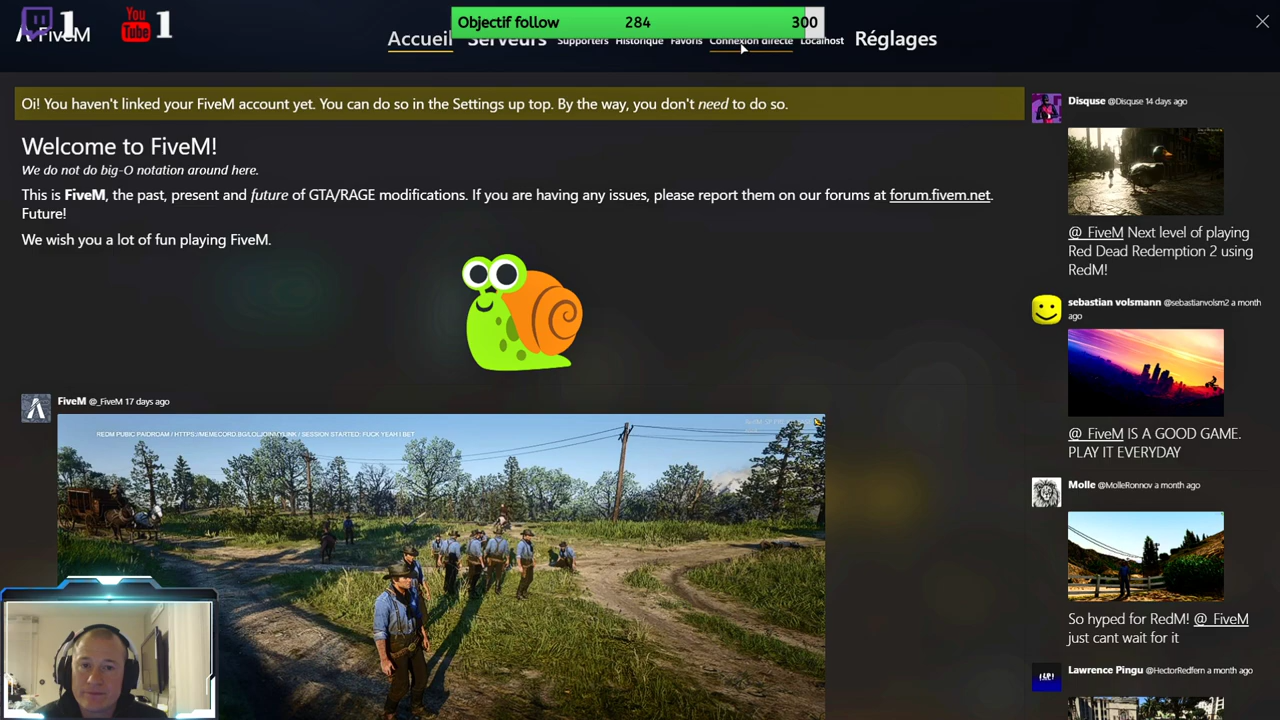 1
You
Tube
1
FiveM
Objectif follow 284 300
Accueil Serveurs Supporters Historique Favoris Connexion directe Localhost Réglages
Oi! You haven't linked your FiveM account yet. You can do so in the Settings up top. By the way, you don't need to do so.
Welcome to FiveM!
We do not do big-O notation around here.
This is FiveM, the past, present and future of GTA/RAGE modifications. If you are having any issues, please report them on our forums at forum.fivem.net.
Future!
We wish you a lot of fun playing FiveM.
FiveM @_FiveM 17 days ago
Disquse @Disquse 14 days ago
@_FiveM Next level of playing
Red Dead Redemption 2 using
RedM!
sebastian volsmann @sebastianvolsm2 a month
ago
@_FiveM IS A GOOD GAME.
PLAY IT EVERYDAY
Molle @MolleRonnov a month ago
So hyped for RedM! @_FiveM
just cant wait for it
Lawrence Pingu @HectorRedfern a month ago